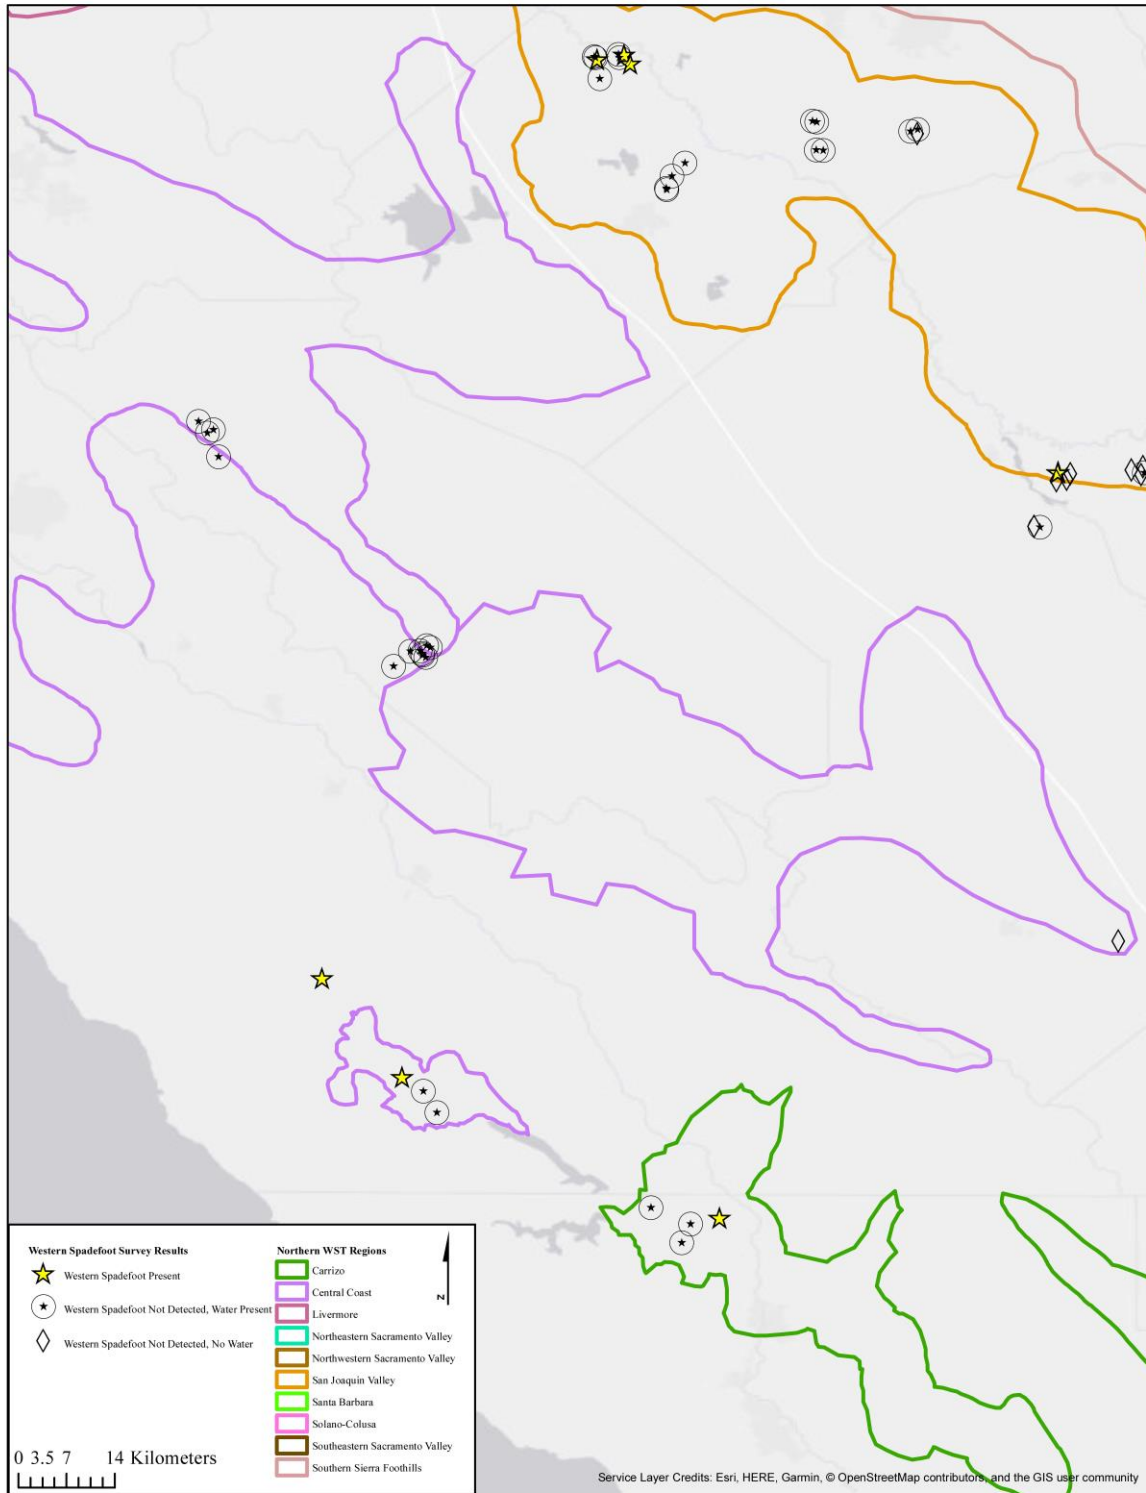 Western Spadefoot Survey Results
Western Spadefoot Present
Western Spadefoot Not Detected, Water Present
Western Spadefoot Not Detected, No Water
Northern WST Regions
Carrizo
Central Coast
Livermore
Northeastern Sacramento Valley
Northwestern Sacramento Valley
San Joaquin Valley
Santa Barbara
Solano-Colusa
Southeastern Sacramento Valley
Southern Sierra Foothills
N
0 3.5 7 14 Kilometers
Service Layer Credits: Esri, HERE, Garmin, © OpenStreetMap contributors, and the GIS user community